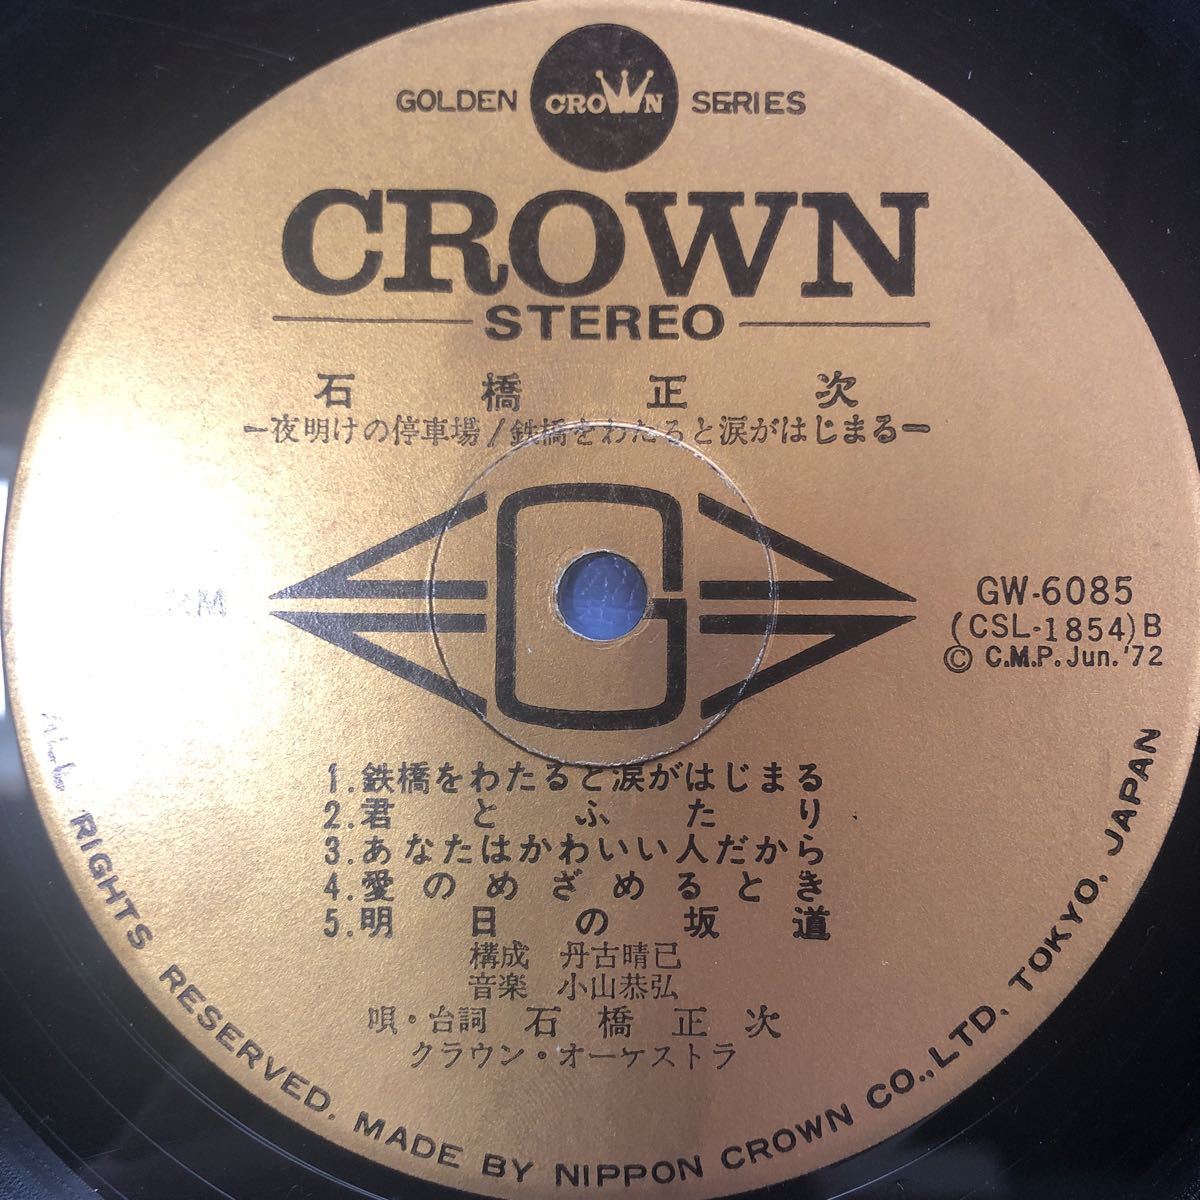 GOLDEN CROWN SERIES
CROWN
STEREO
石橋正次
ー夜明けの停車場/鉄橋をわたると涙がはじまるー
G
GW-6085
(CSL-1854)B
© C.M.P. Jun.'72
1.鉄橋をわたると涙がはじまる
2.君とふたり
3.あなたはかわいい人だから
4.愛のめざめるとき
5.明日の坂道
構成 丹古晴已
音楽 小山恭弘
唄・台詞 石橋正次
クラウン・オーケストラ
RIGHTS RESERVED. MADE BY NIPPON CROWN CO.,LTD. TOKYO, JAPAN